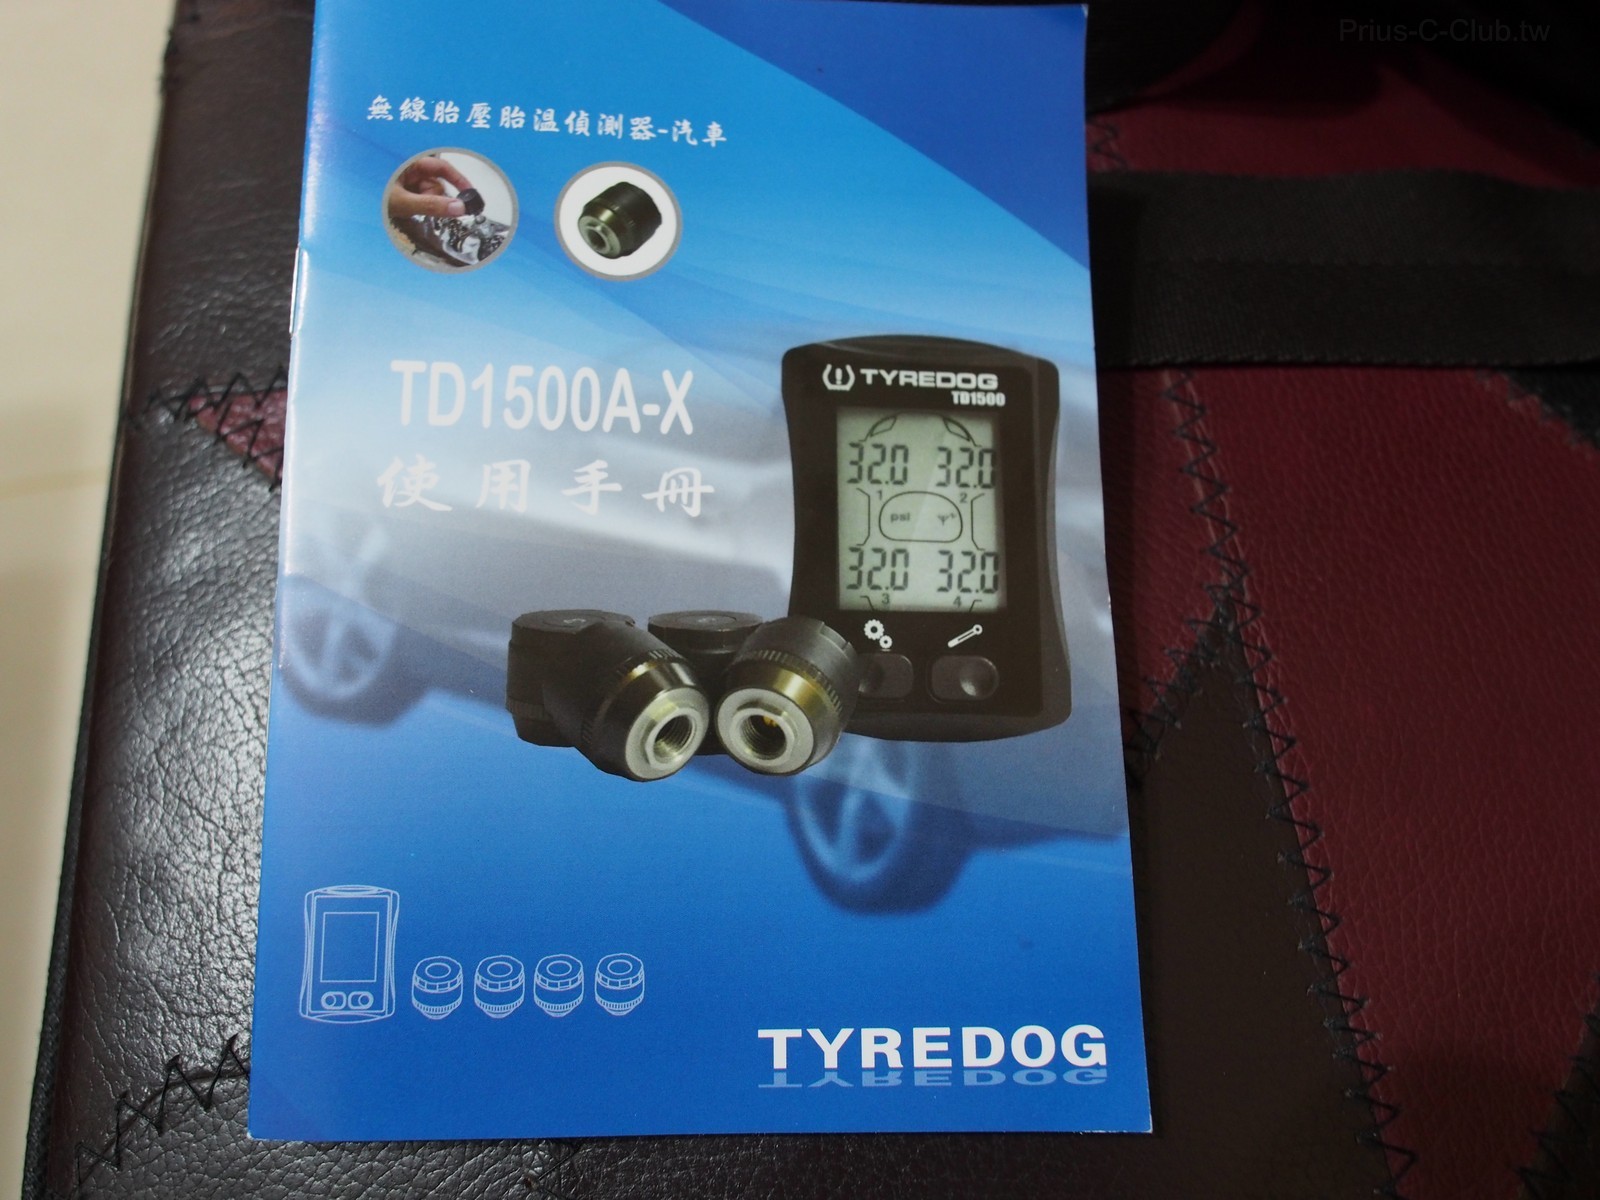 Prius-C-Club.tw
無線胎壓胎溫偵測器-汽車
TD1500A-X
使用手冊
TYREDOG
TD1500
32.0 32.0
1 2
psi
32.0 32.0
3 4
TYREDOG